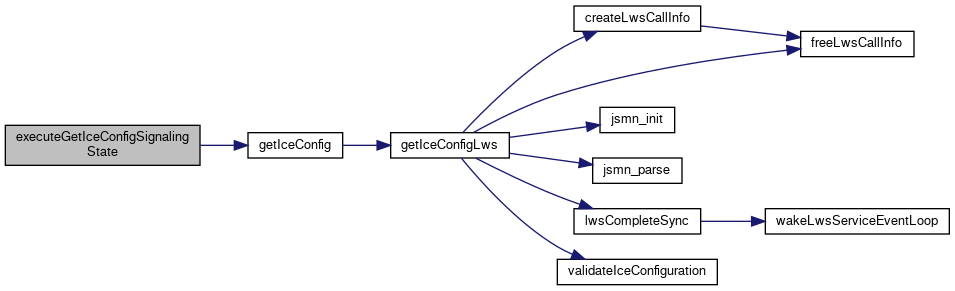 executeGetIceConfigSignaling
State
getIceConfig
getIceConfigLws
createLwsCallInfo
freeLwsCallInfo
jsmn_init
jsmn_parse
lwsCompleteSync
wakeLwsServiceEventLoop
validateIceConfiguration